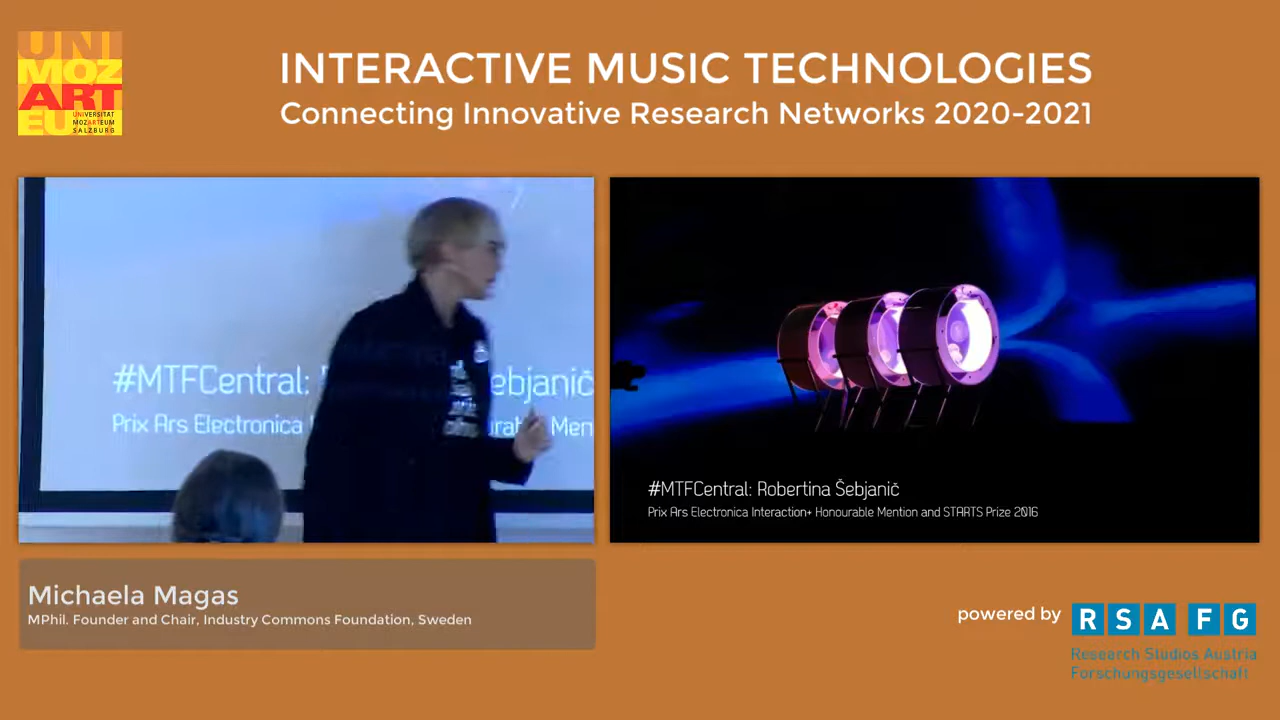 UNI
MOZ
ART
EU
UNIVERSITÄT
MOZARTEUM
SALZBURG
INTERACTIVE MUSIC TECHNOLOGIES
Connecting Innovative Research Networks 2020-2021
#MTFCentral:
Prix Ars Electronica
#MTFCentral: Robertina Šebjanič
Prix Ars Electronica Interaction+ Honourable Mention and STARTS Prize 2016
Michaela Magas
MPhil. Founder and Chair, Industry Commons Foundation, Sweden
powered by
RSA FG
Research Studios Austria
Forschungsgesellschaft